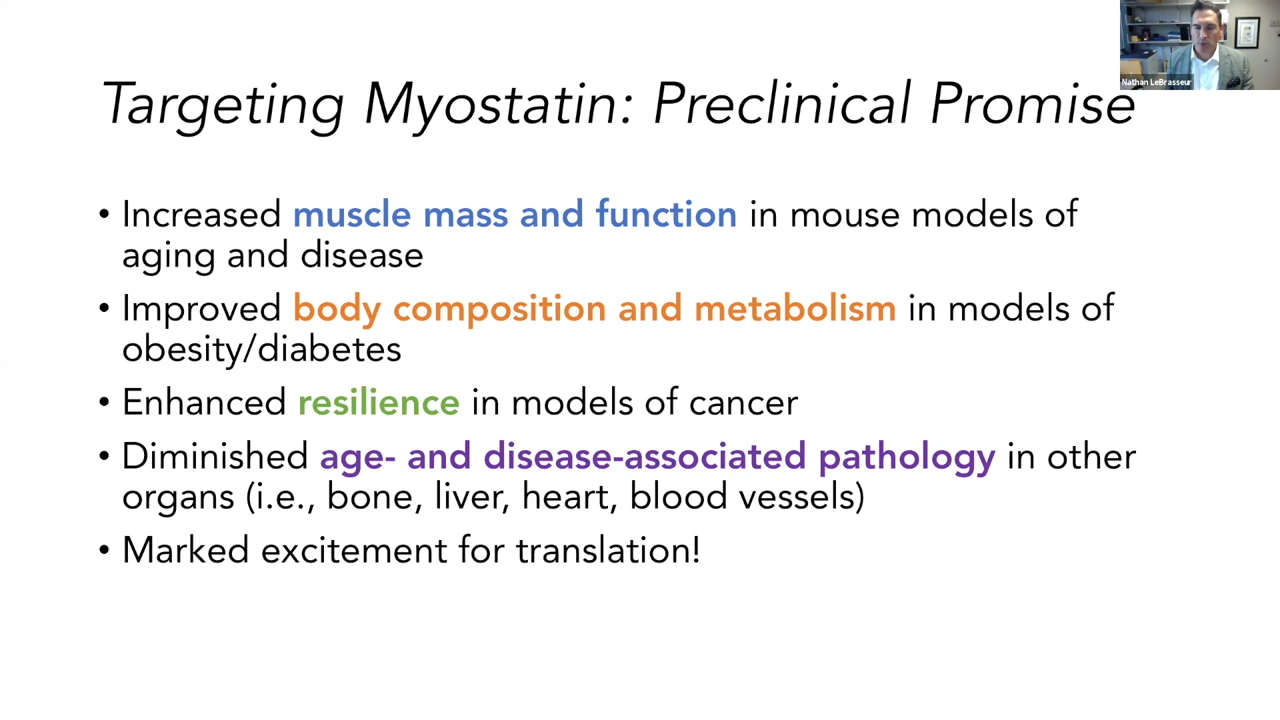 Nathan LeBrasseur
Targeting Myostatin: Preclinical Promise
• Increased muscle mass and function in mouse models of
aging and disease
• Improved body composition and metabolism in models of
obesity/diabetes
• Enhanced resilience in models of cancer
• Diminished age- and disease-associated pathology in other
organs (i.e., bone, liver, heart, blood vessels)
• Marked excitement for translation!